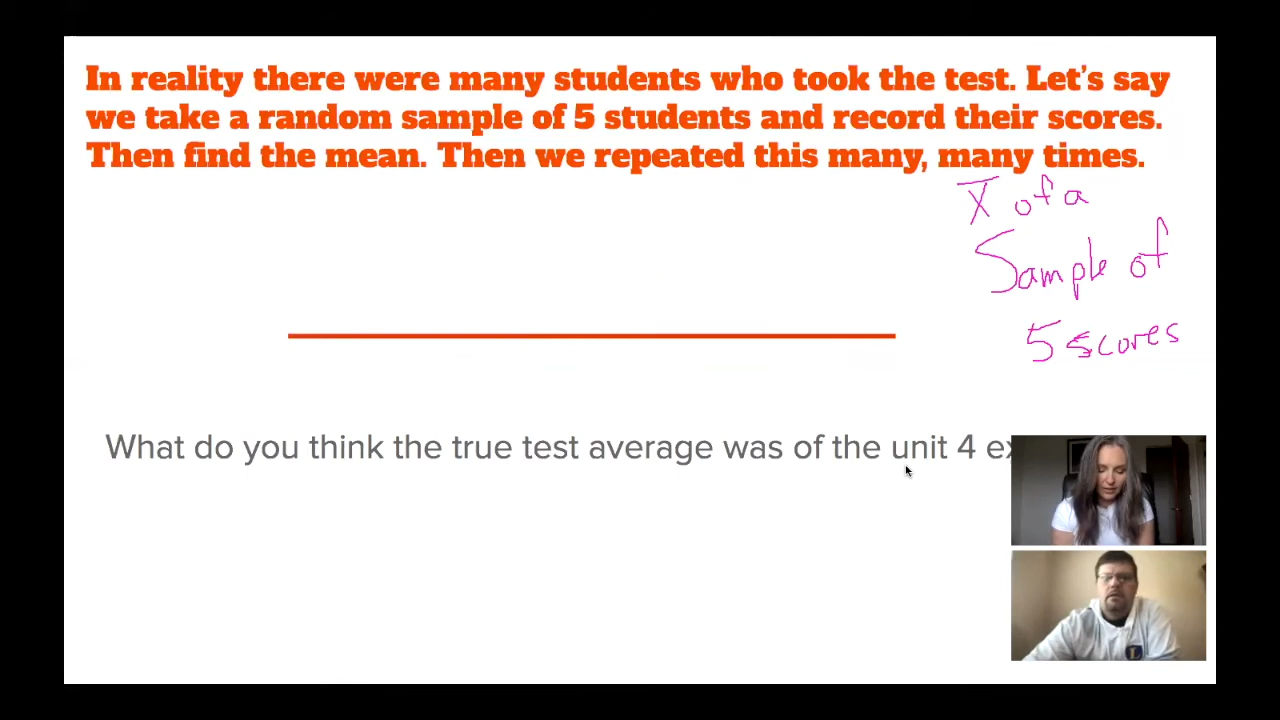 In reality there were many students who took the test. Let's say
we take a random sample of 5 students and record their scores.
Then find the mean. Then we repeated this many, many times.
X̅ of a
Sample of
5 scores
What do you think the true test average was of the unit 4
L